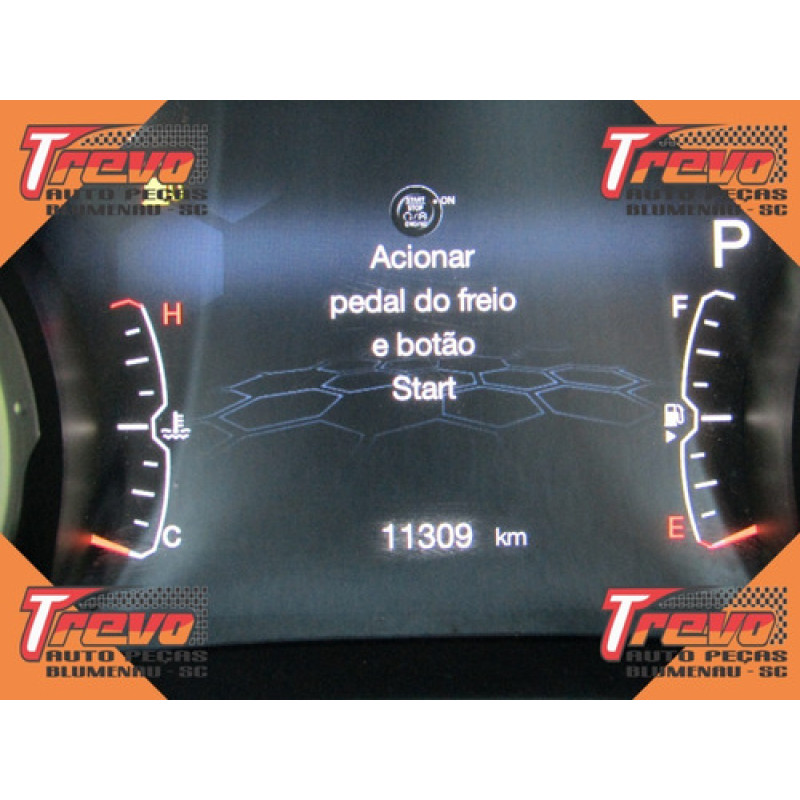 Trevo
AUTO PEÇAS
BLUMENAU - SC
Trevo
AUTO PEÇAS
BLUMENAU - SC
START
STOP
ON
Acionar
pedal do freio
e botão
Start
P
H
C
F
E
11309 km
Trevo
AUTO PEÇAS
BLUMENAU - SC
Trevo
AUTO PEÇAS
BLUMENAU - SC